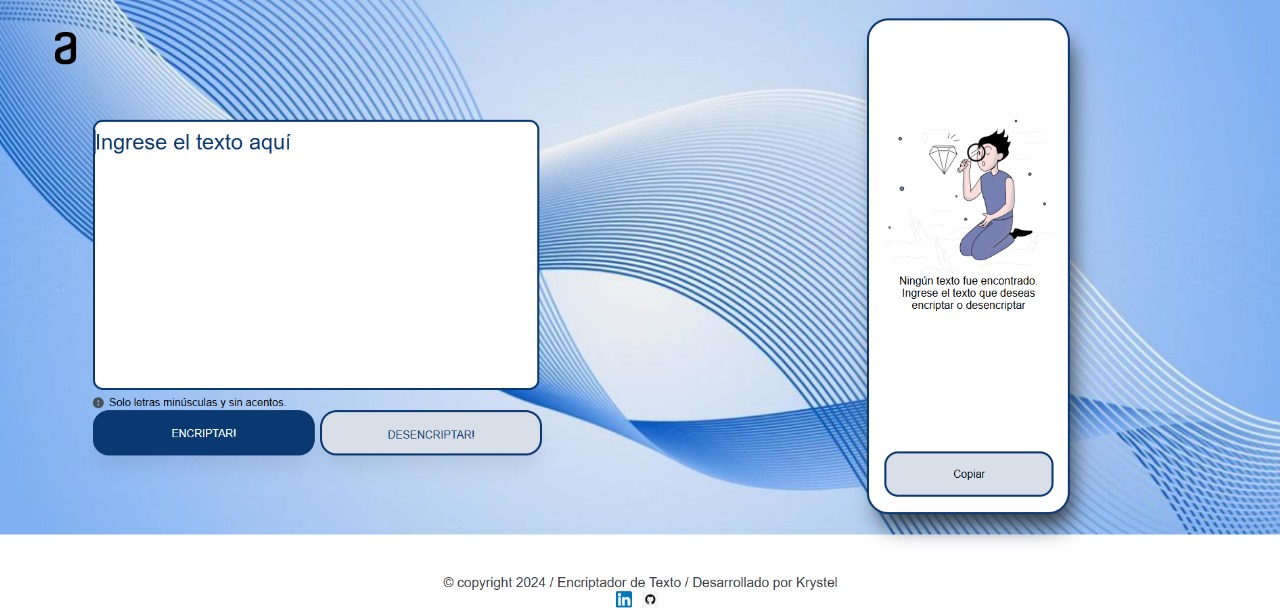 a
Ingrese el texto aquí
Solo letras minúsculas y sin acentos.
ENCRIPTAR!
DESENCRIPTAR!
Ningún texto fue encontrado.
Ingrese el texto que deseas
encriptar o desencriptar
Copiar
© copyright 2024 / Encriptador de Texto / Desarrollado por Krystel
in